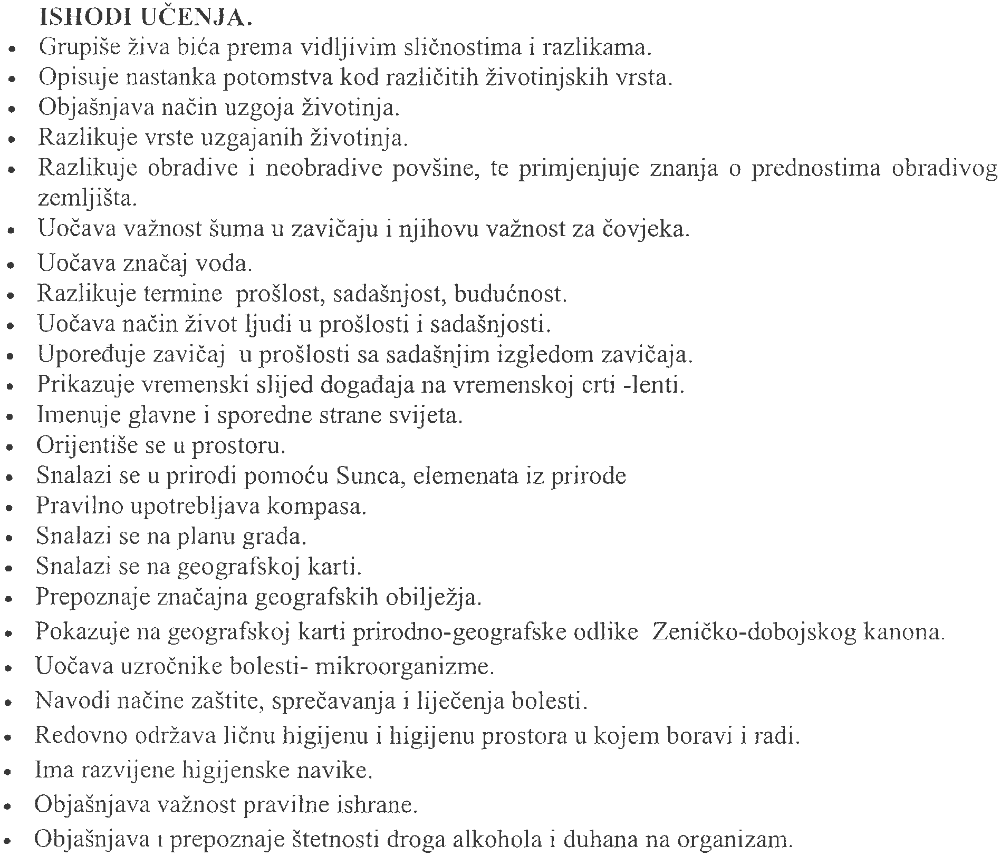 ISHODI UČENJA.
• Grupiše živa bića prema vidljivim sličnostima i razlikama.
• Opisuje nastanka potomstva kod različitih životinjskih vrsta.
• Objašnjava način uzgoja životinja.
• Razlikuje vrste uzgajanih životinja.
• Razlikuje obradive i neobradive povšine, te primjenjuje znanja o prednostima obradivog
zemljišta.
• Uočava važnost šuma u zavičaju i njihovu važnost za čovjeka.
• Uočava značaj voda.
• Razlikuje termine prošlost, sadašnjost, budućnost.
• Uočava način život ljudi u prošlosti i sadašnjosti.
• Upoređuje zavičaj u prošlosti sa sadašnjim izgledom zavičaja.
• Prikazuje vremenski slijed događaja na vremenskoj crti -lenti.
• Imenuje glavne i sporedne strane svijeta.
• Orijentiše se u prostoru.
• Snalazi se u prirodi pomoću Sunca, elemenata iz prirode
• Pravilno upotrebljava kompasa.
• Snalazi se na planu grada.
• Snalazi se na geografskoj karti.
• Prepoznaje značajna geografskih obilježja.
• Pokazuje na geografskoj karti prirodno-geografske odlike Zeničko-dobojskog kanona.
• Uočava uzročnike bolesti- mikroorganizme.
• Navodi načine zaštite, sprečavanja i liječenja bolesti.
• Redovno održava ličnu higijenu i higijenu prostora u kojem boravi i radi.
• Ima razvijene higijenske navike.
• Objašnjava važnost pravilne ishrane.
• Objašnjava i prepoznaje štetnosti droga alkohola i duhana na organizam.